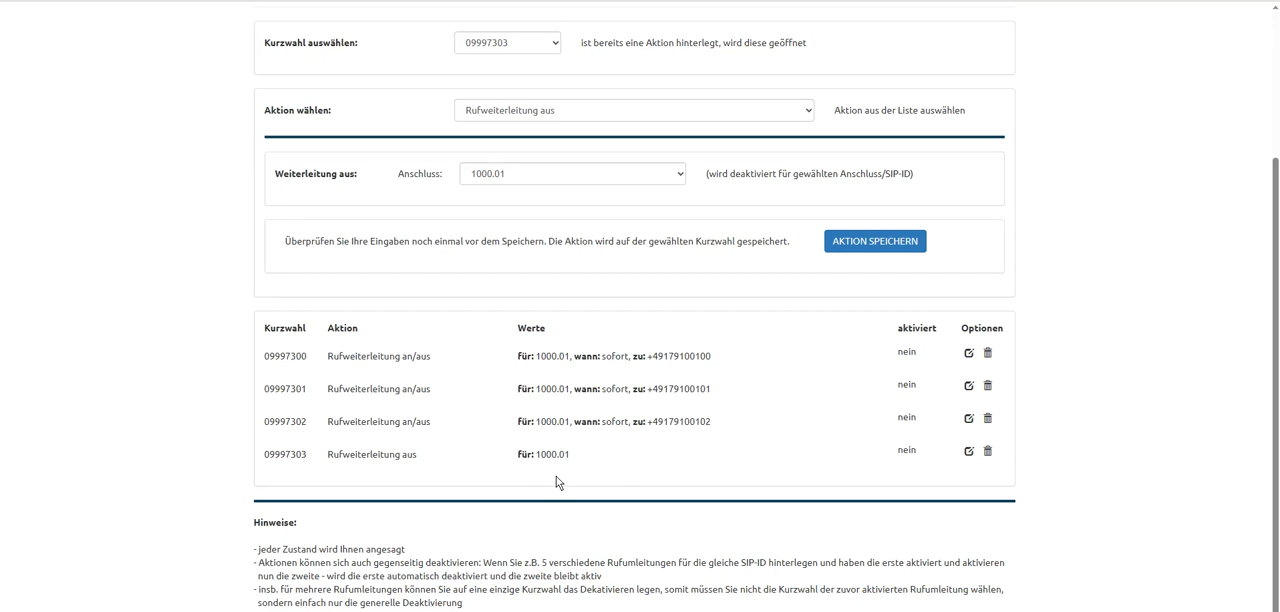 Kurzwahl auswählen: 09997303 ist bereits eine Aktion hinterlegt, wird diese geöffnet
Aktion wählen: Rufweiterleitung aus Aktion aus der Liste auswählen
Weiterleitung aus: Anschluss: 1000.01 (wird deaktiviert für gewählten Anschluss/SIP-ID)
Überprüfen Sie Ihre Eingaben noch einmal vor dem Speichern. Die Aktion wird auf der gewählten Kurzwahl gespeichert. AKTION SPEICHERN
Kurzwahl Aktion Werte aktiviert Optionen
09997300 Rufweiterleitung an/aus für: 1000.01, wann: sofort, zu: +49179100100 nein
09997301 Rufweiterleitung an/aus für: 1000.01, wann: sofort, zu: +49179100101 nein
09997302 Rufweiterleitung an/aus für: 1000.01, wann: sofort, zu: +49179100102 nein
09997303 Rufweiterleitung aus für: 1000.01 nein
Hinweise:
- jeder Zustand wird Ihnen angesagt
- Aktionen können sich auch gegenseitig deaktivieren: Wenn Sie z.B. 5 verschiedene Rufumleitungen für die gleiche SIP-ID hinterlegen und haben die erste aktiviert und aktivieren
nun die zweite - wird die erste automatisch deaktiviert und die zweite bleibt aktiv
- insb. für mehrere Rufumleitungen können Sie auf eine einzige Kurzwahl das Dekativieren legen, somit müssen Sie nicht die Kurzwahl der zuvor aktivierten Rufumleitung wählen,
sondern einfach nur die generelle Deaktivierung